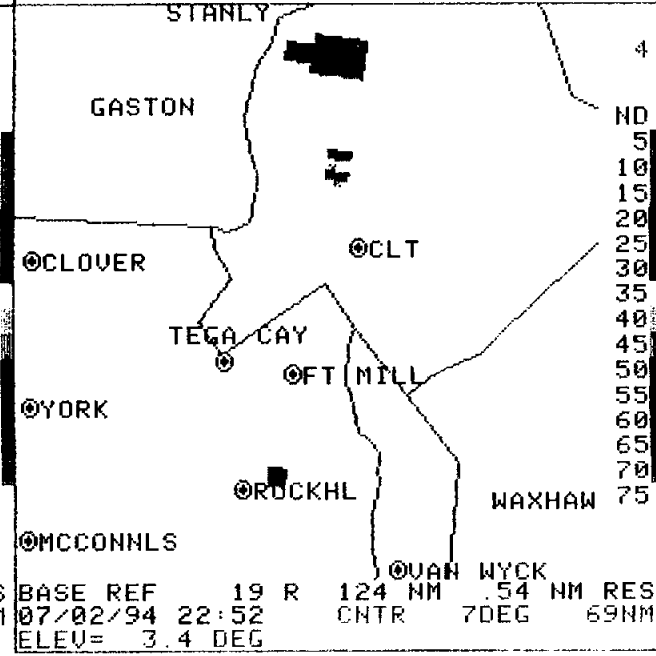 STANLY
4
GASTON
ND
5
10
15
20
CLT
25
CLOVER
30
35
40
TEGA CAY
45
50
FT MILL
55
YORK
60
65
70
ROCKHL
WAXHAW 75
MCCONNLS
VAN WYCK
S BASE REF 19 R 124 NM .54 NM RES
07/02/94 22:52 CNTR 7DEG 69NM
ELEV= 3.4 DEG